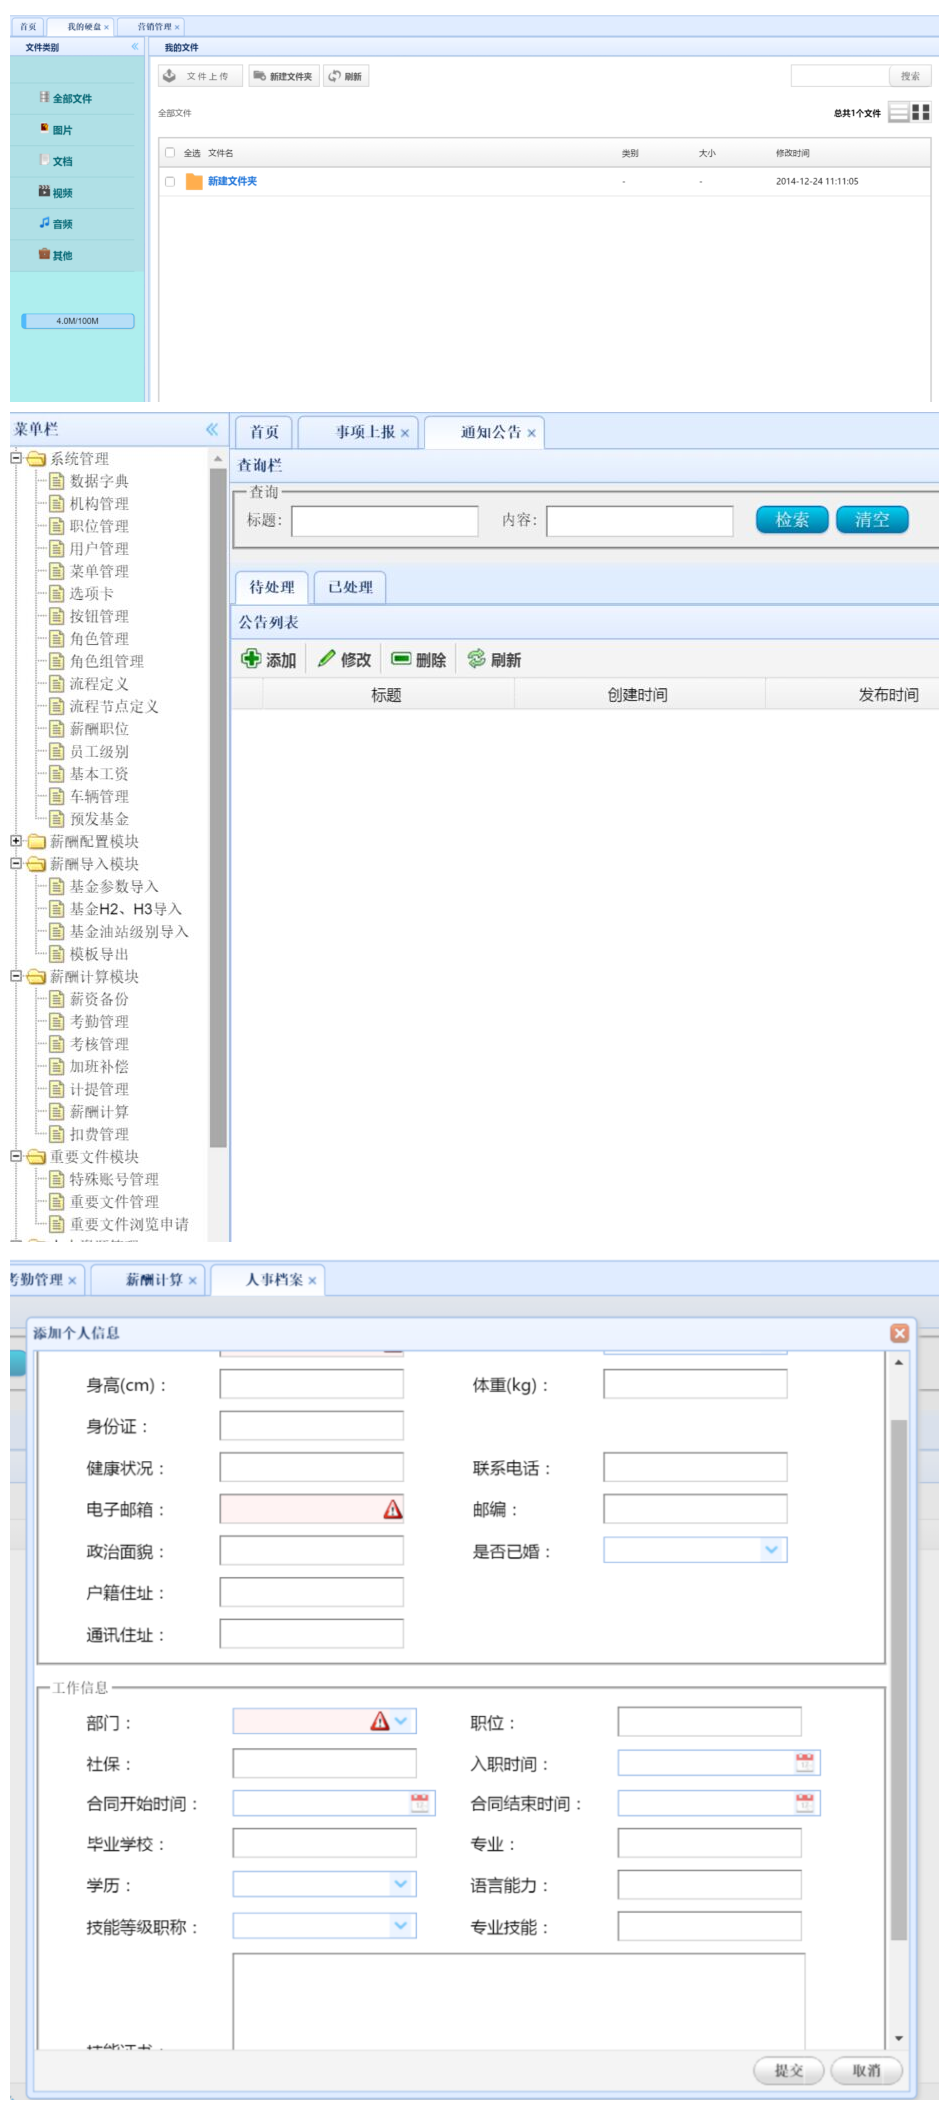 首页 我的硬盘× 营销管理×
文件类别 « 我的文件
文件上传 新建文件夹 刷新 搜索
全部文件 总共1个文件
全选 文件名 类别 大小 修改时间
新建文件夹 - - 2014-12-24 11:11:05
全部文件
图片
文档
视频
音频
其他
4.0M/100M
菜单栏 « 首页 事项上报× 通知公告×
系统管理
数据字典
机构管理
职位管理
用户管理
菜单管理
选项卡
按钮管理
角色管理
角色组管理
流程定义
流程节点定义
薪酬职位
员工级别
基本工资
车辆管理
预发基金
薪酬配置模块
薪酬导入模块
基金参数导入
基金H2、H3导入
基金油站级别导入
模板导出
薪酬计算模块
薪资备份
考勤管理
考核管理
加班补偿
计提管理
薪酬计算
扣费管理
重要文件模块
特殊账号管理
重要文件管理
重要文件浏览申请
查询栏
查询
标题: 内容: 检索 清空
待处理 已处理
公告列表
添加 修改 删除 刷新
标题 创建时间 发布时间
考勤管理× 薪酬计算× 人事档案×
添加个人信息
身高(cm)： 体重(kg)：
身份证：
健康状况： 联系电话：
电子邮箱： 邮编：
政治面貌： 是否已婚：
户籍住址：
通讯住址：
工作信息
部门： 职位：
社保： 入职时间：
合同开始时间： 合同结束时间：
毕业学校： 专业：
学历： 语言能力：
技能等级职称： 专业技能：
提交 取消